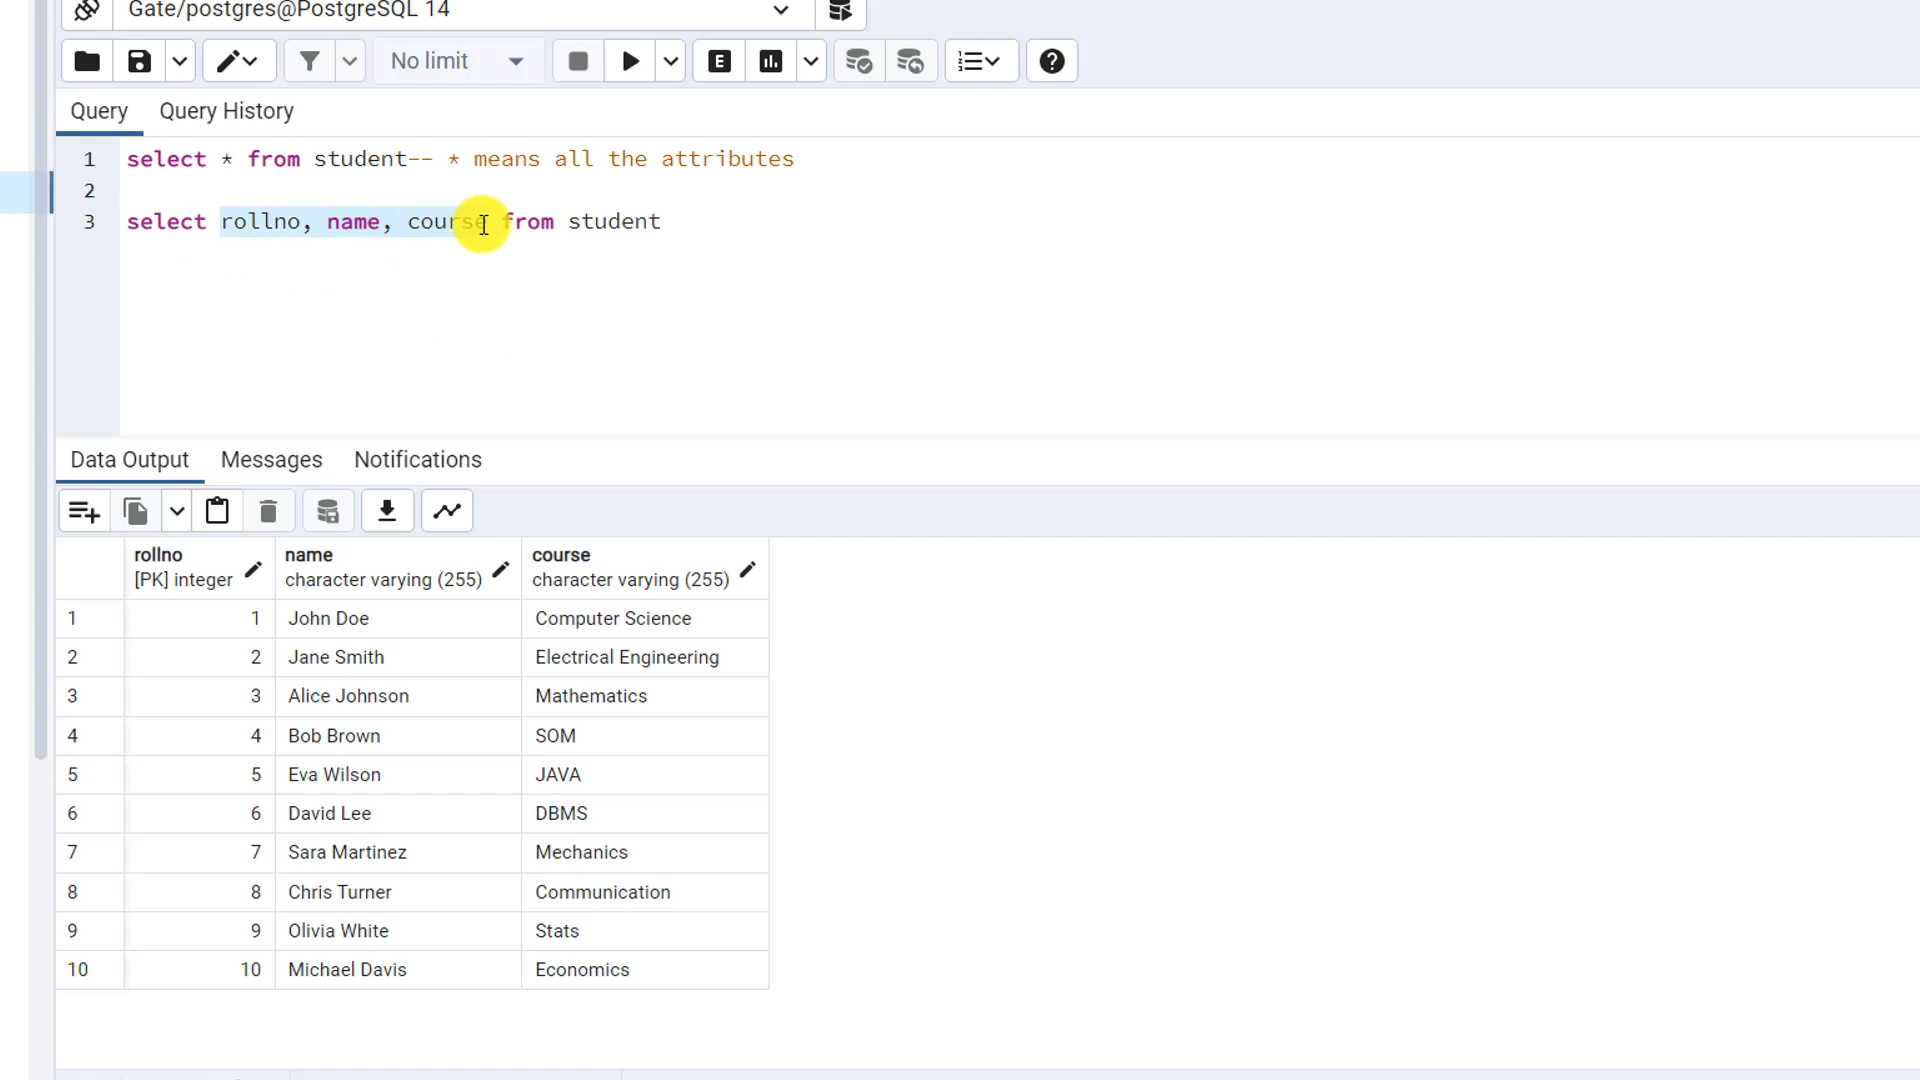 Gate/postgres@PostgreSQL 14
No limit
E
Query Query History
1 select * from student-- * means all the attributes
2
3 select rollno, name, course from student
Data Output Messages Notifications
rollno name course
[PK] integer character varying (255) character varying (255)
1 1 John Doe Computer Science
2 2 Jane Smith Electrical Engineering
3 3 Alice Johnson Mathematics
4 4 Bob Brown SOM
5 5 Eva Wilson JAVA
6 6 David Lee DBMS
7 7 Sara Martinez Mechanics
8 8 Chris Turner Communication
9 9 Olivia White Stats
10 10 Michael Davis Economics